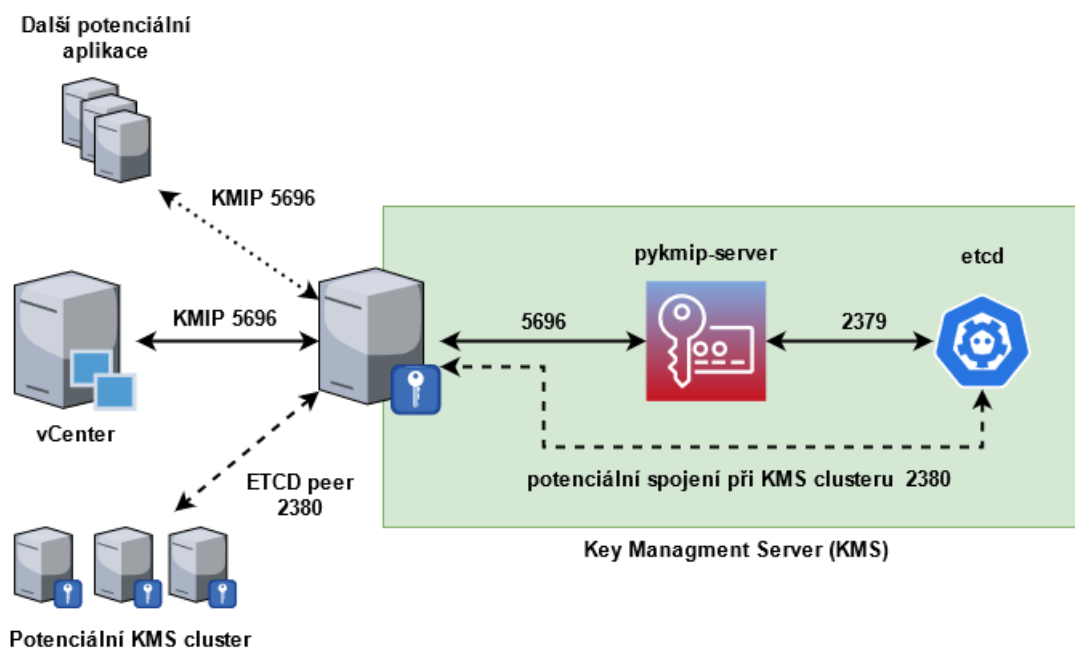 Další potenciální
aplikace
KMIP 5696
pykmip-server
etcd
KMIP 5696
5696
2379
vCenter
ETCD peer
2380
potenciální spojení při KMS clusteru 2380
Key Managment Server (KMS)
Potenciální KMS cluster